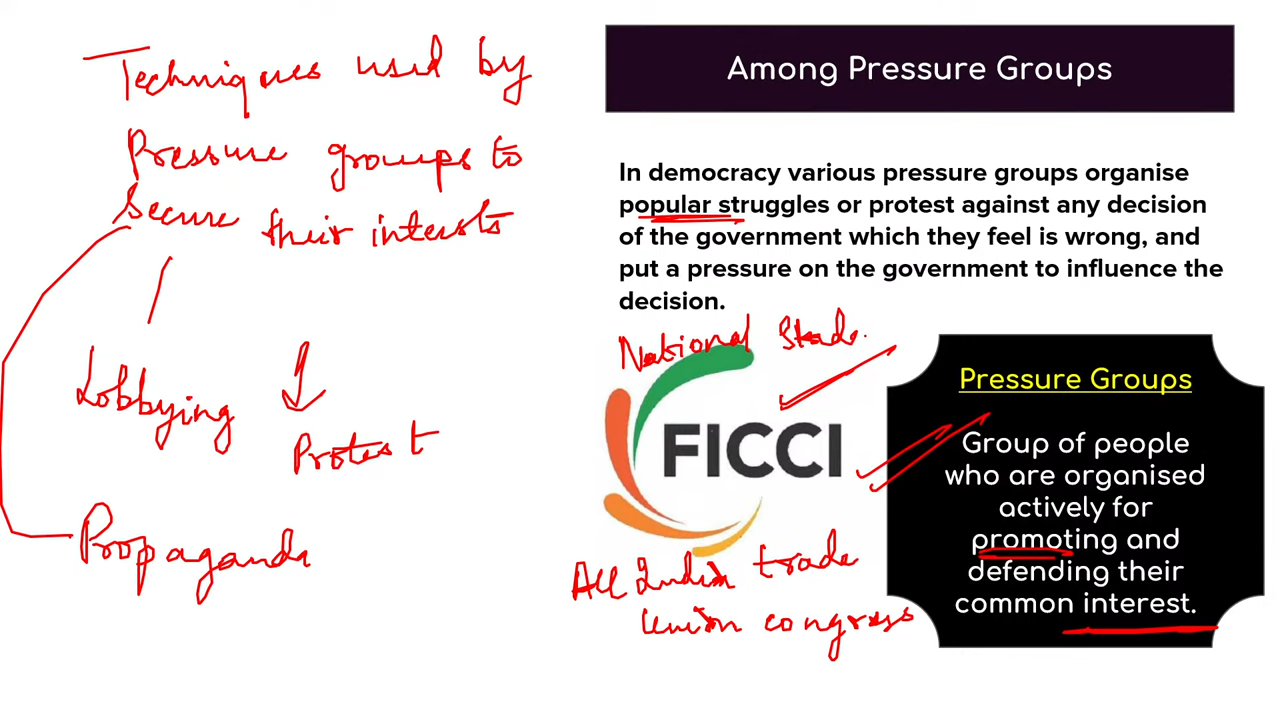 Techniques used by
Pressure groups to
Secure their intersts
Lobbying
Protest
Propaganda
Among Pressure Groups
In democracy various pressure groups organise
popular struggles or protest against any decision
of the government which they feel is wrong, and
put a pressure on the government to influence the
decision.
National
FICCI
All India trade
Union congress
Pressure Groups
Group of people
who are organised
actively for
promoting and
defending their
common interest.